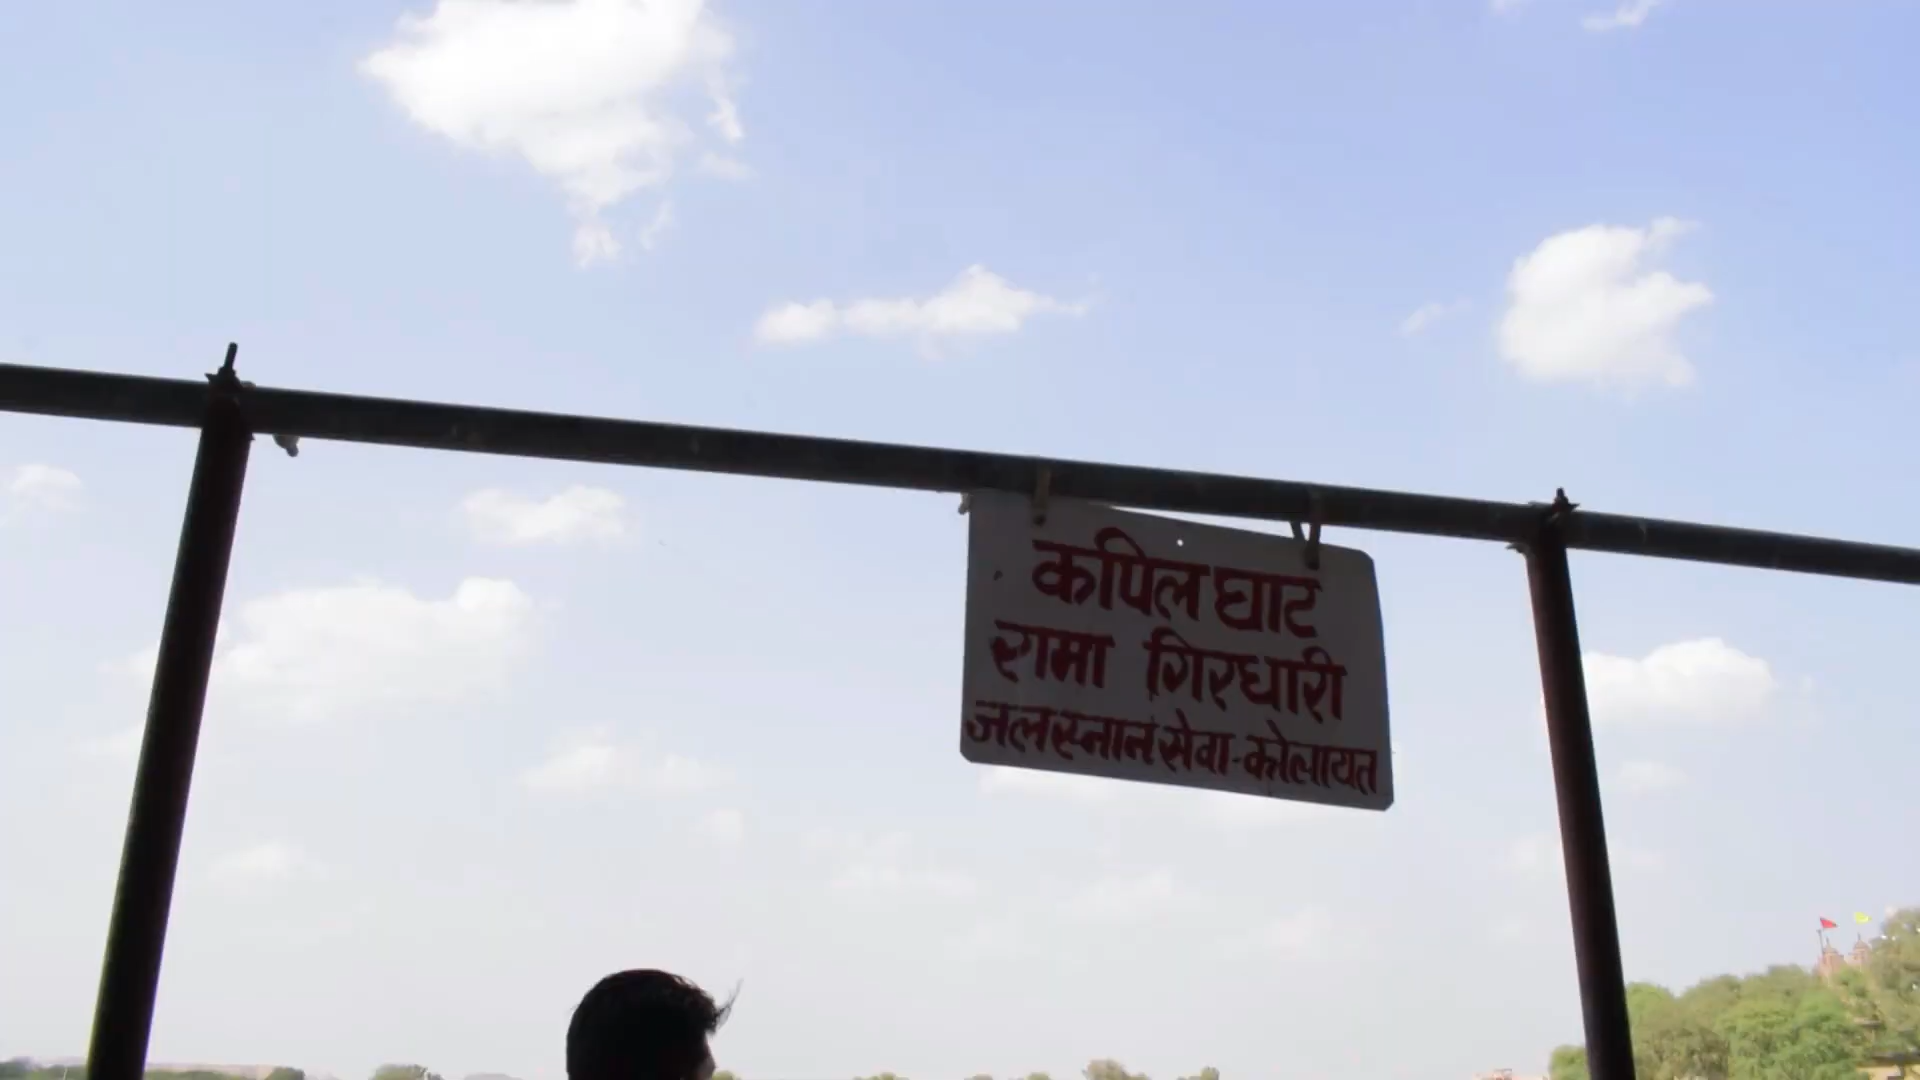 कपिल घाट
रामा गिरधारी
जलस्नान सेवा-कोलायत